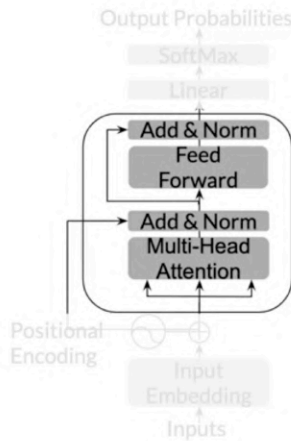 Output Probabilities
SoftMax
Linear
Add & Norm
Feed
Forward
Add & Norm
Multi-Head
Attention
Positional
Encoding
Input
Embedding
Inputs